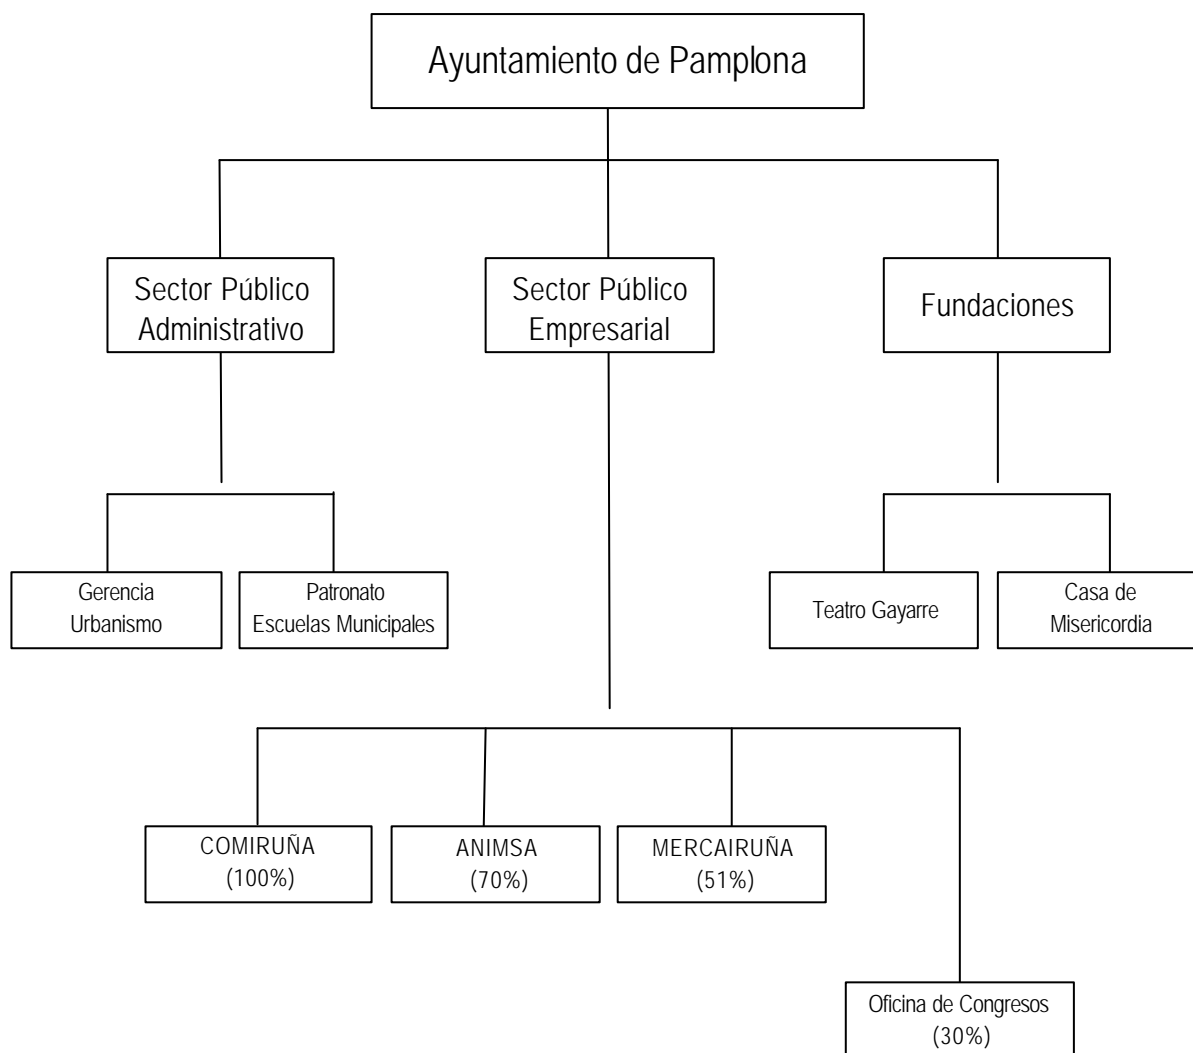 Ayuntamiento de Pamplona
Sector Público
Administrativo
Sector Público
Empresarial
Fundaciones
Gerencia
Urbanismo
Patronato
Escuelas Municipales
Teatro Gayarre
Casa de
Misericordia
COMIRUÑA
(100%)
ANIMSA
(70%)
MERCAIRUÑA
(51%)
Oficina de Congresos
(30%)